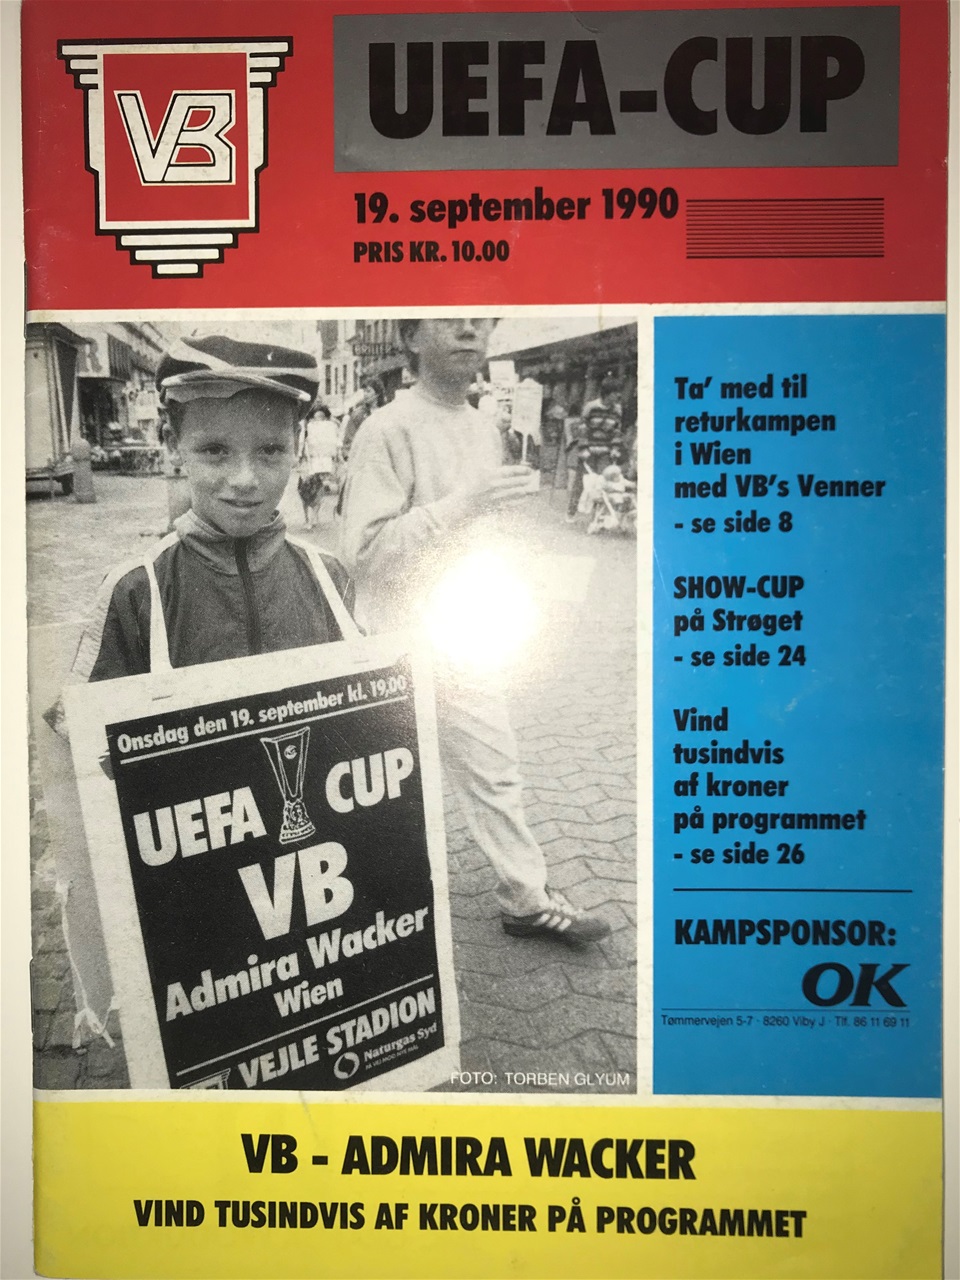 VB
UEFA-CUP
19. september 1990
PRIS KR. 10.00
BRILLER
Onsdag den 19. september kl. 19,00
UEFA CUP
VB
Admira Wacker
Wien
VEJLE STADION
Naturgas Syd
FOTO: TORBEN GLYUM
Ta' med til
returkampen
i Wien
med VB's Venner
- se side 8
SHOW-CUP
på Strøget
- se side 24
Vind
tusindvis
af kroner
på programmet
- se side 26
KAMPSPONSOR:
OK
Tømmervejen 5-7 · 8260 Viby J · Tlf. 86 11 69 11
VB - ADMIRA WACKER
VIND TUSINDVIS AF KRONER PÅ PROGRAMMET